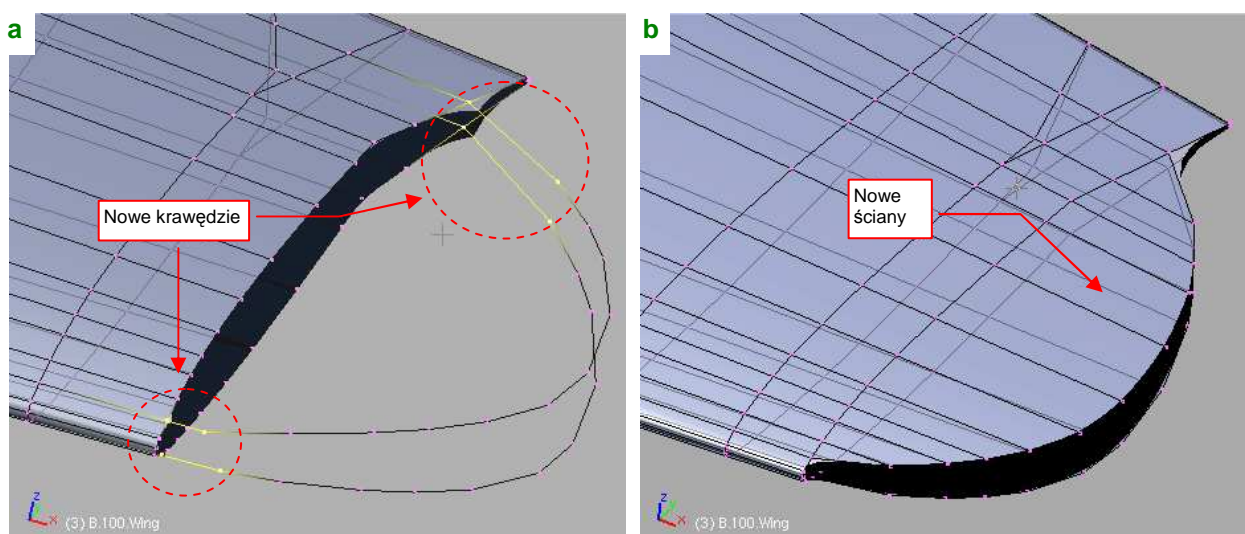 a
b
Nowe krawędzie
Nowe
ściany
z
x
(3) B.100.Wing
z
y
x
(3) B.100.Wing